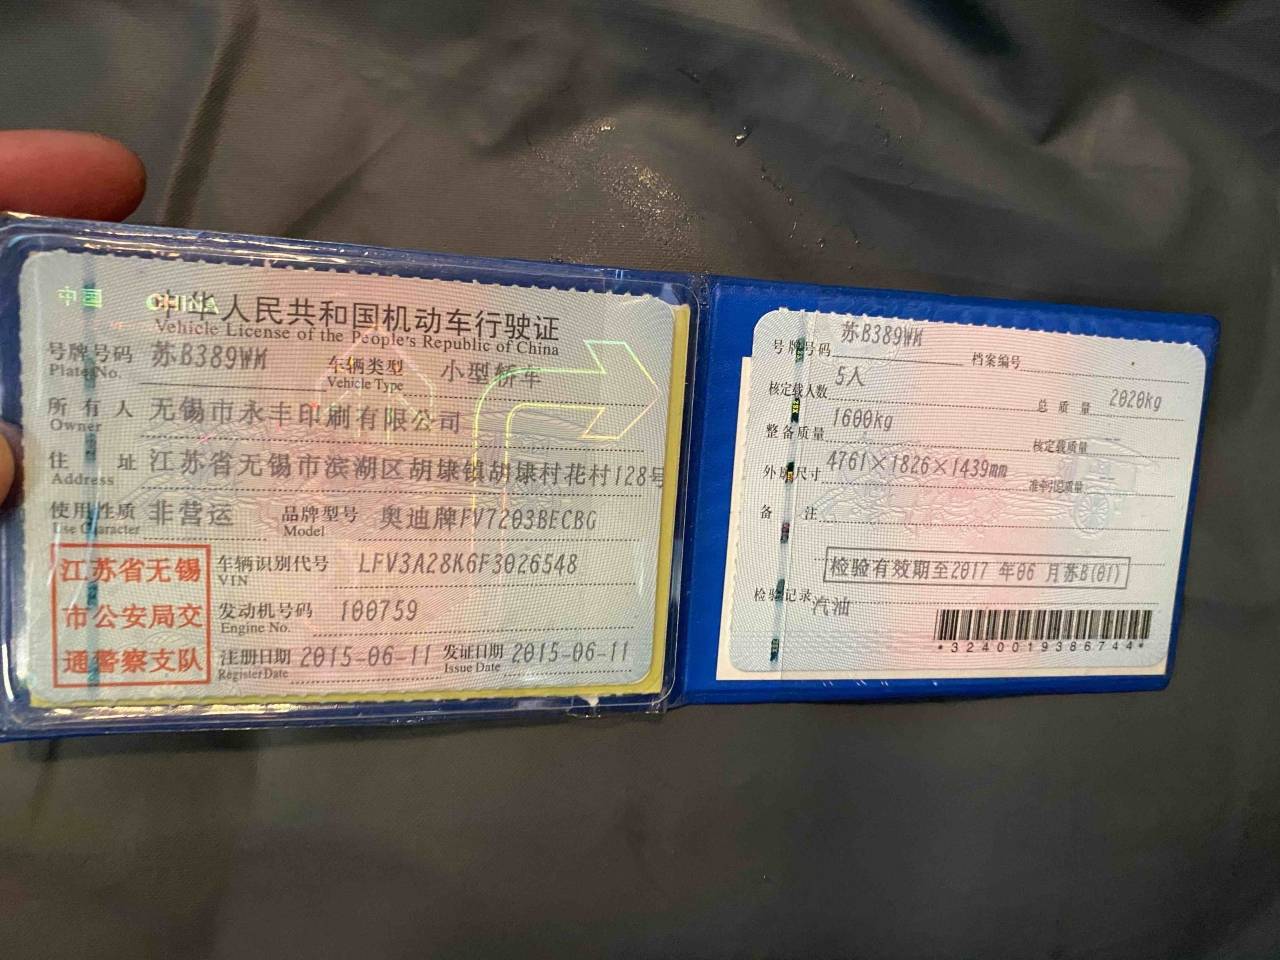 中国 CHINA
中华人民共和国机动车行驶证
Vehicle License of the People's Republic of China
号牌号码 苏B389WM 车辆类型 小型轿车
Plate No. Vehicle Type
所有人 无锡市永丰印刷有限公司
Owner
住址 江苏省无锡市滨湖区胡埭镇胡埭村花村128号
Address
使用性质 非营运 品牌型号 奥迪牌FV7203BECBG
Use Character Model
江苏省无锡
市公安局交
通警察支队
车辆识别代号 LFV3A28K6F3026548
VIN
发动机号码 100759
Engine No.
注册日期 2015-06-11 发证日期 2015-06-11
Register Date Issue Date
号牌号码 苏B389WM 档案编号
核定载人数 5人 总质量 2020kg
整备质量 1600kg 核定载质量
外廓尺寸 4761×1826×1439mm 准牵引总质量
备注
检验有效期至2017 年06 月苏B(01)
检验记录 汽油
*3240019386744*